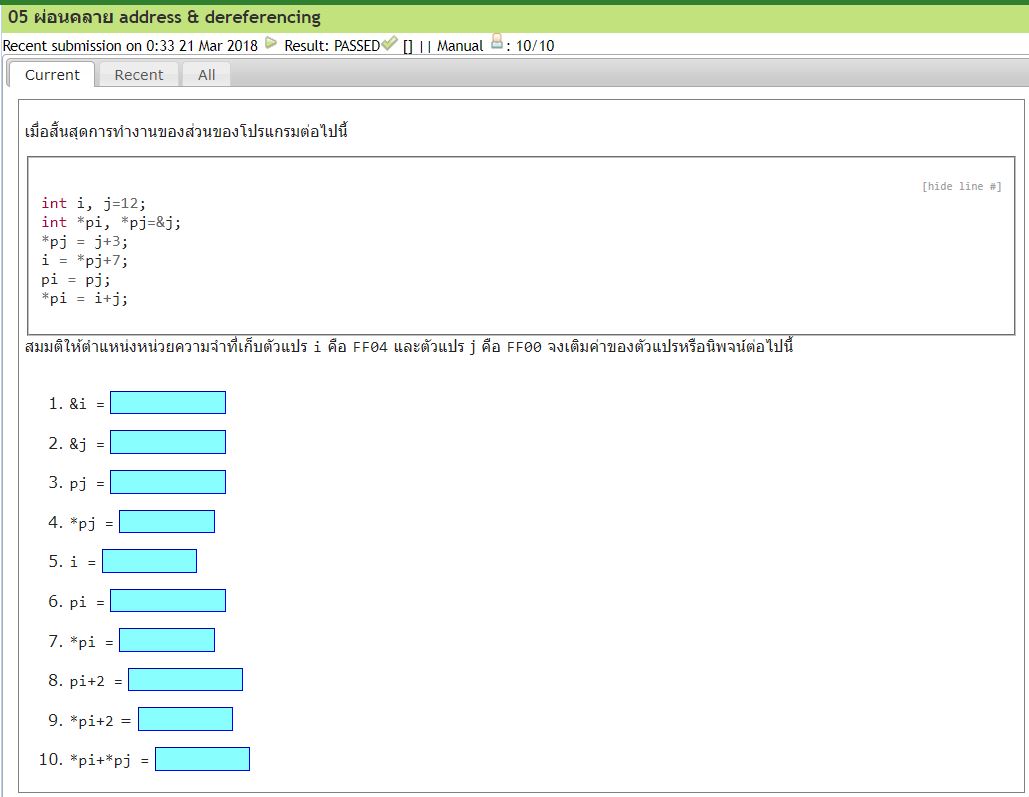 05 ผ่อนคลาย address & dereferencing
Recent submission on 0:33 21 Mar 2018 Result: PASSED [] || Manual : 10/10
Current Recent All
เมื่อสิ้นสุดการทำงานของส่วนของโปรแกรมต่อไปนี้
[hide line #]
int i, j=12;
int *pi, *pj=&j;
*pj = j+3;
i = *pj+7;
pi = pj;
*pi = i+j;
สมมติให้ตำแหน่งหน่วยความจำที่เก็บตัวแปร i คือ FF04 และตัวแปร j คือ FF00 จงเติมค่าของตัวแปรหรือนิพจน์ต่อไปนี้
1. &i =
2. &j =
3. pj =
4. *pj =
5. i =
6. pi =
7. *pi =
8. pi+2 =
9. *pi+2 =
10. *pi+*pj =